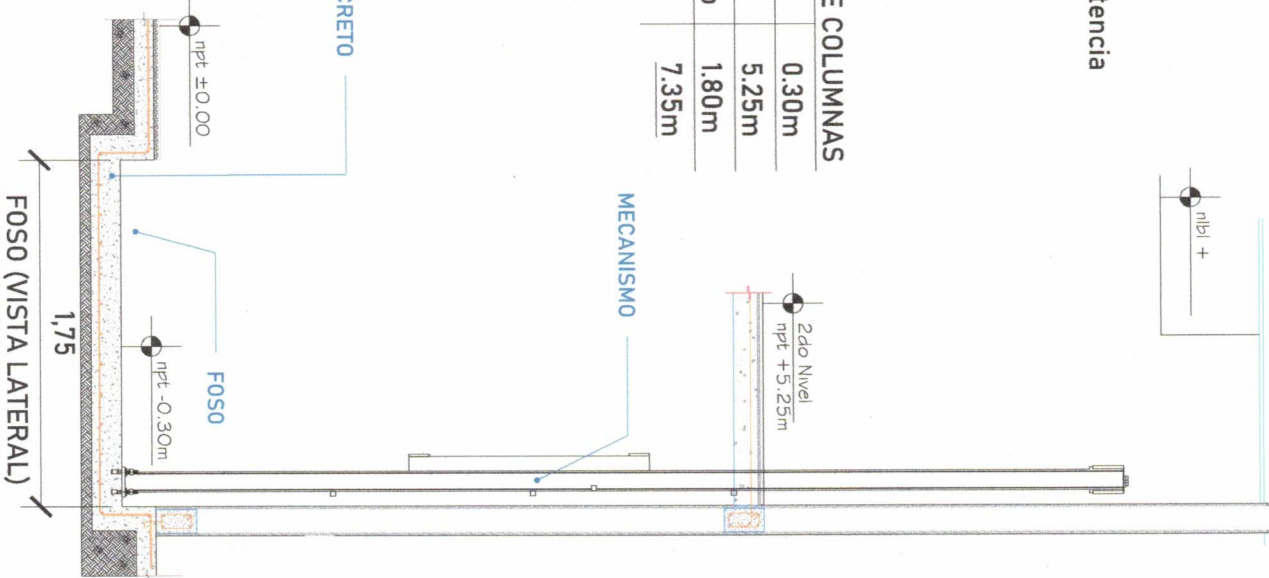 tencia
nlbl +
E COLUMNAS
0.30m
5.25m
1.80m
7.35m
2do Nivel
npt +5.25m
CRETO
MECANISMO
npt ±0.00
FOSO
npt -0.30m
1,75
FOSO (VISTA LATERAL)